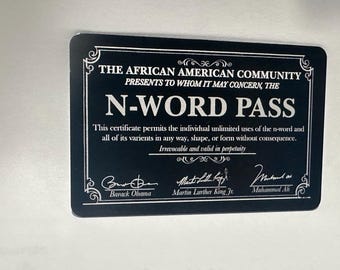 THE AFRICAN AMERICAN COMMUNITY
PRESENTS TO WHOM IT MAY CONCERN, THE
N-WORD PASS
This certificate permits the individual unlimited uses of the n-word and
all of its varients in any way, shape, or form without consequence.
Irrevocable and valid in perpetuity
Barack Obama
Martin Luther King Jr.
Muhammad Ali